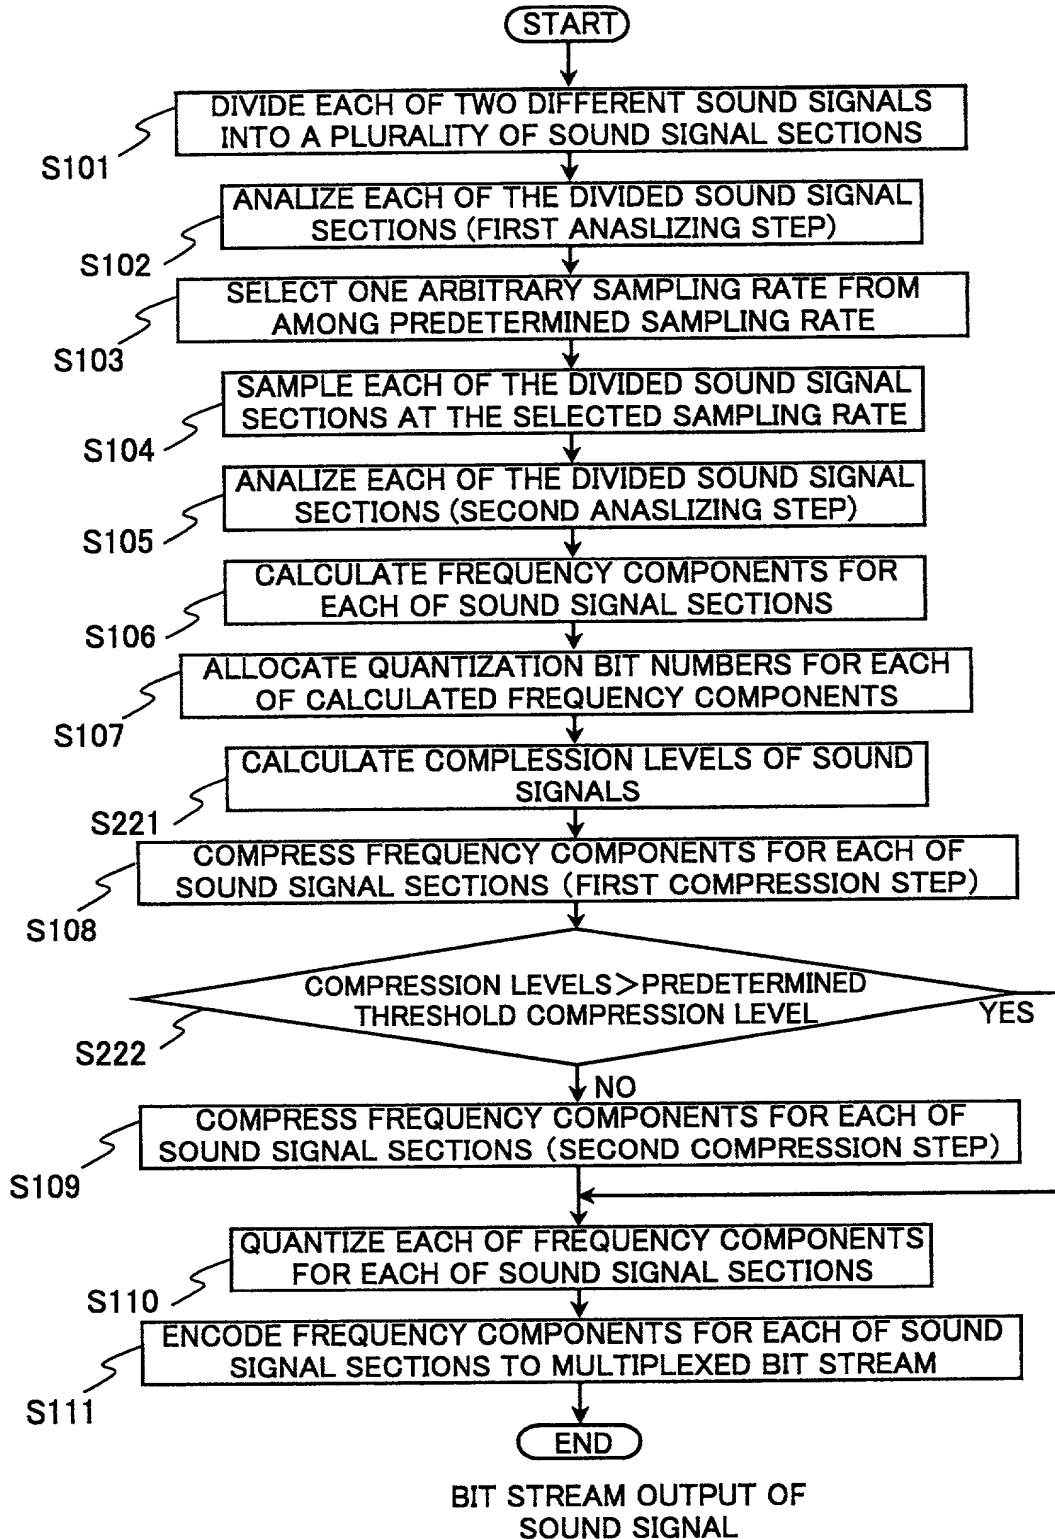 START
DIVIDE EACH OF TWO DIFFERENT SOUND SIGNALS
INTO A PLURALITY OF SOUND SIGNAL SECTIONS
S101
ANALIZE EACH OF THE DIVIDED SOUND SIGNAL
SECTIONS (FIRST ANASLIZING STEP)
S102
SELECT ONE ARBITRARY SAMPLING RATE FROM
AMONG PREDETERMINED SAMPLING RATE
S103
SAMPLE EACH OF THE DIVIDED SOUND SIGNAL
SECTIONS AT THE SELECTED SAMPLING RATE
S104
ANALIZE EACH OF THE DIVIDED SOUND SIGNAL
SECTIONS (SECOND ANASLIZING STEP)
S105
CALCULATE FREQUENCY COMPONENTS FOR
EACH OF SOUND SIGNAL SECTIONS
S106
ALLOCATE QUANTIZATION BIT NUMBERS FOR EACH
OF CALCULATED FREQUENCY COMPONENTS
S107
CALCULATE COMPLESSION LEVELS OF SOUND
SIGNALS
S221
COMPRESS FREQUENCY COMPONENTS FOR EACH OF
SOUND SIGNAL SECTIONS (FIRST COMPRESSION STEP)
S108
COMPRESSION LEVELS>PREDETERMINED
THRESHOLD COMPRESSION LEVEL
YES
S222
NO
COMPRESS FREQUENCY COMPONENTS FOR EACH OF
SOUND SIGNAL SECTIONS (SECOND COMPRESSION STEP)
S109
QUANTIZE EACH OF FREQUENCY COMPONENTS
FOR EACH OF SOUND SIGNAL SECTIONS
S110
ENCODE FREQUENCY COMPONENTS FOR EACH OF SOUND
SIGNAL SECTIONS TO MULTIPLEXED BIT STREAM
S111
END
BIT STREAM OUTPUT OF
SOUND SIGNAL